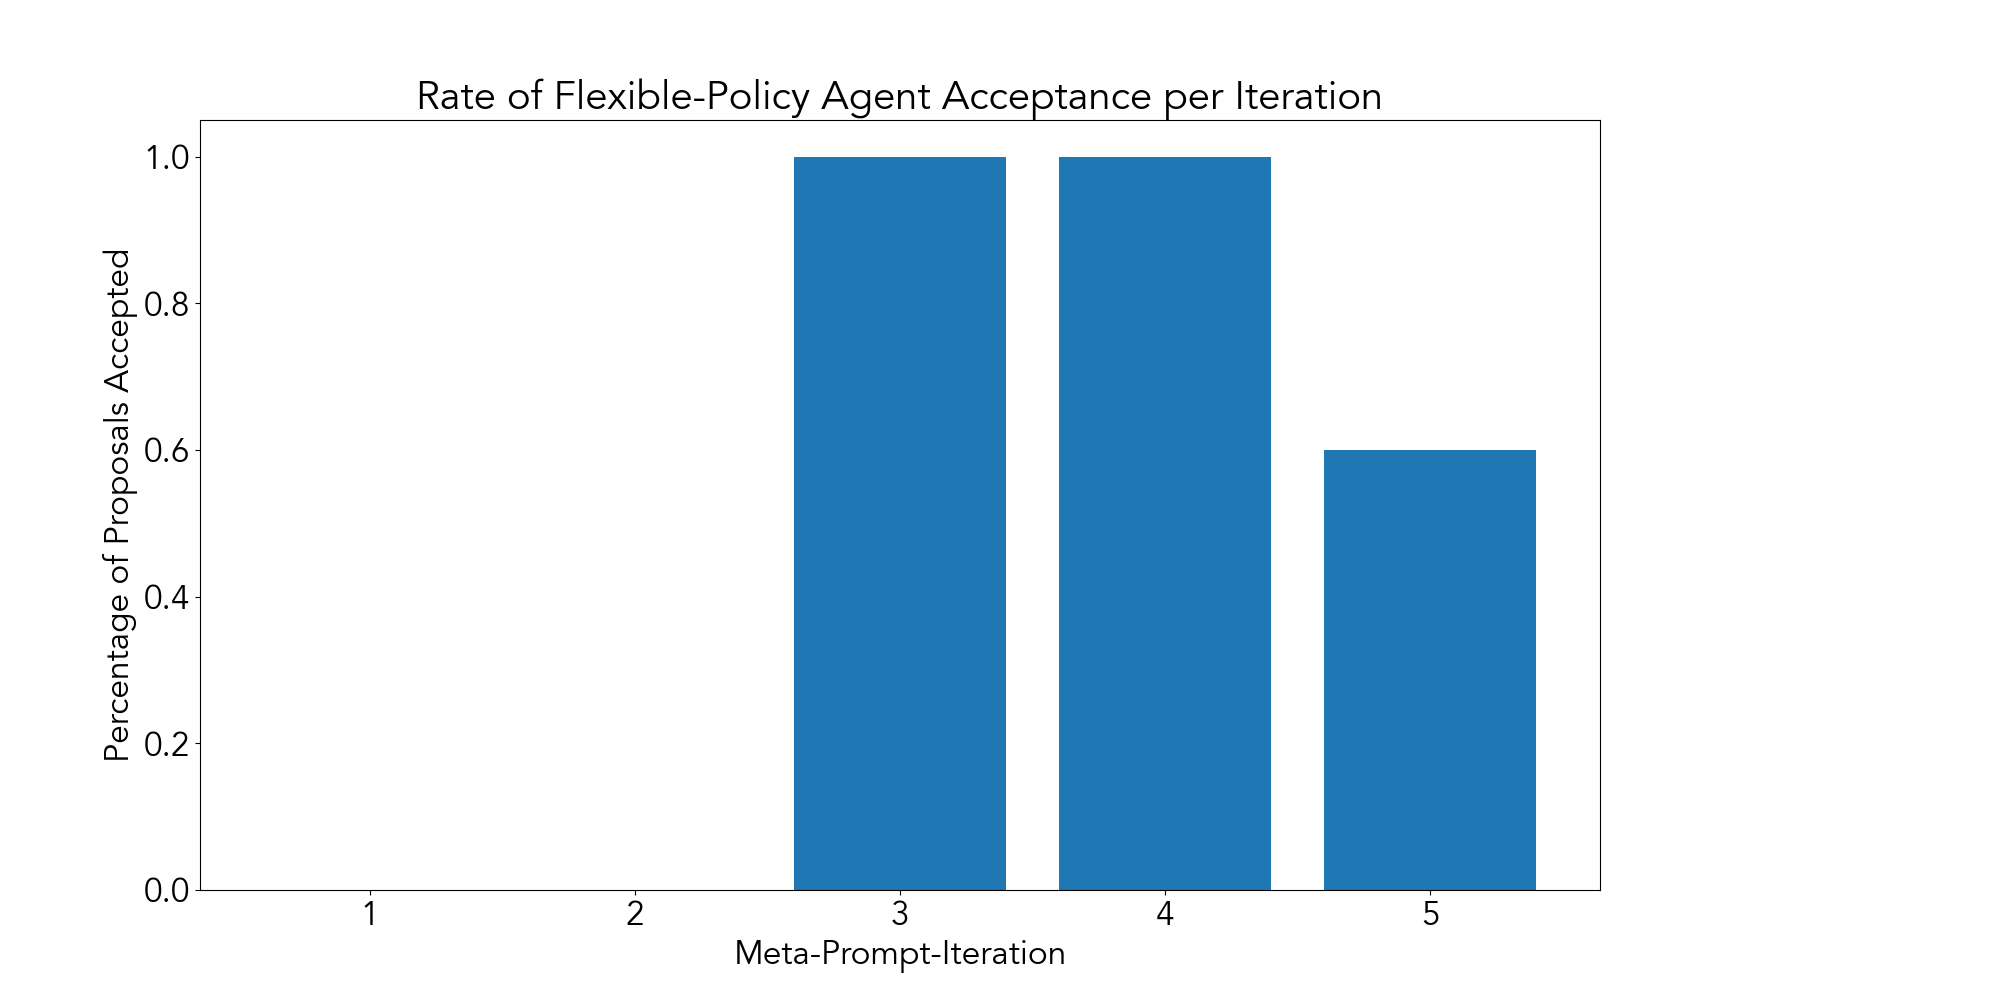 Rate of Flexible-Policy Agent Acceptance per Iteration
Percentage of Proposals Accepted
1.0
0.8
0.6
0.4
0.2
0.0
1 2 3 4 5
Meta-Prompt-Iteration